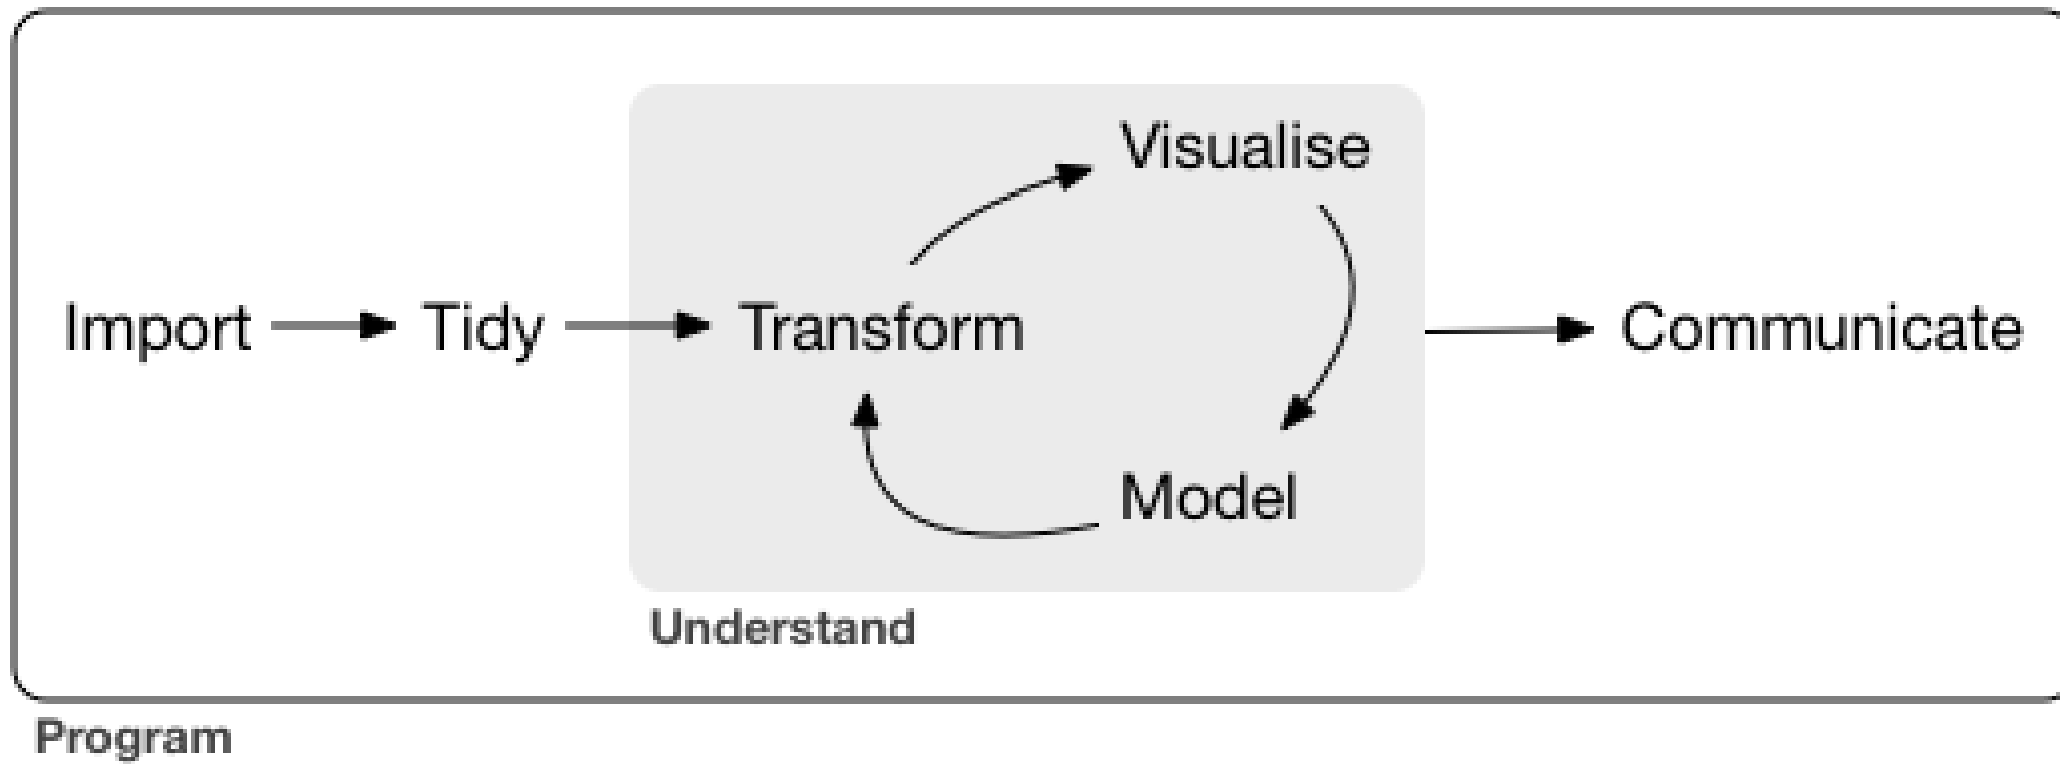 Visualise
Import Tidy Transform Communicate
Model
Understand
Program